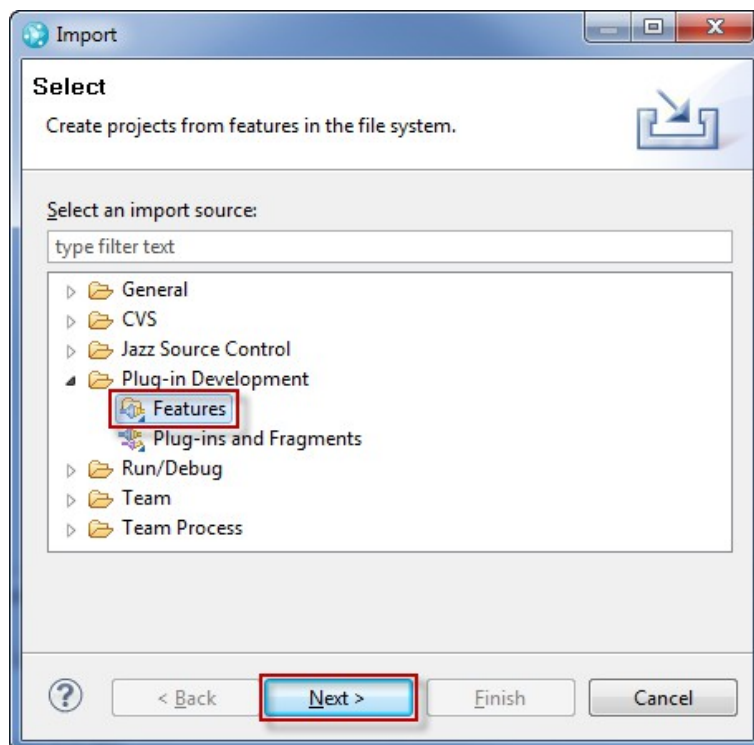 Import
Select
Create projects from features in the file system.
Select an import source:
type filter text
General
CVS
Jazz Source Control
Plug-in Development
Features
Plug-ins and Fragments
Run/Debug
Team
Team Process
?
< Back
Next >
Finish
Cancel